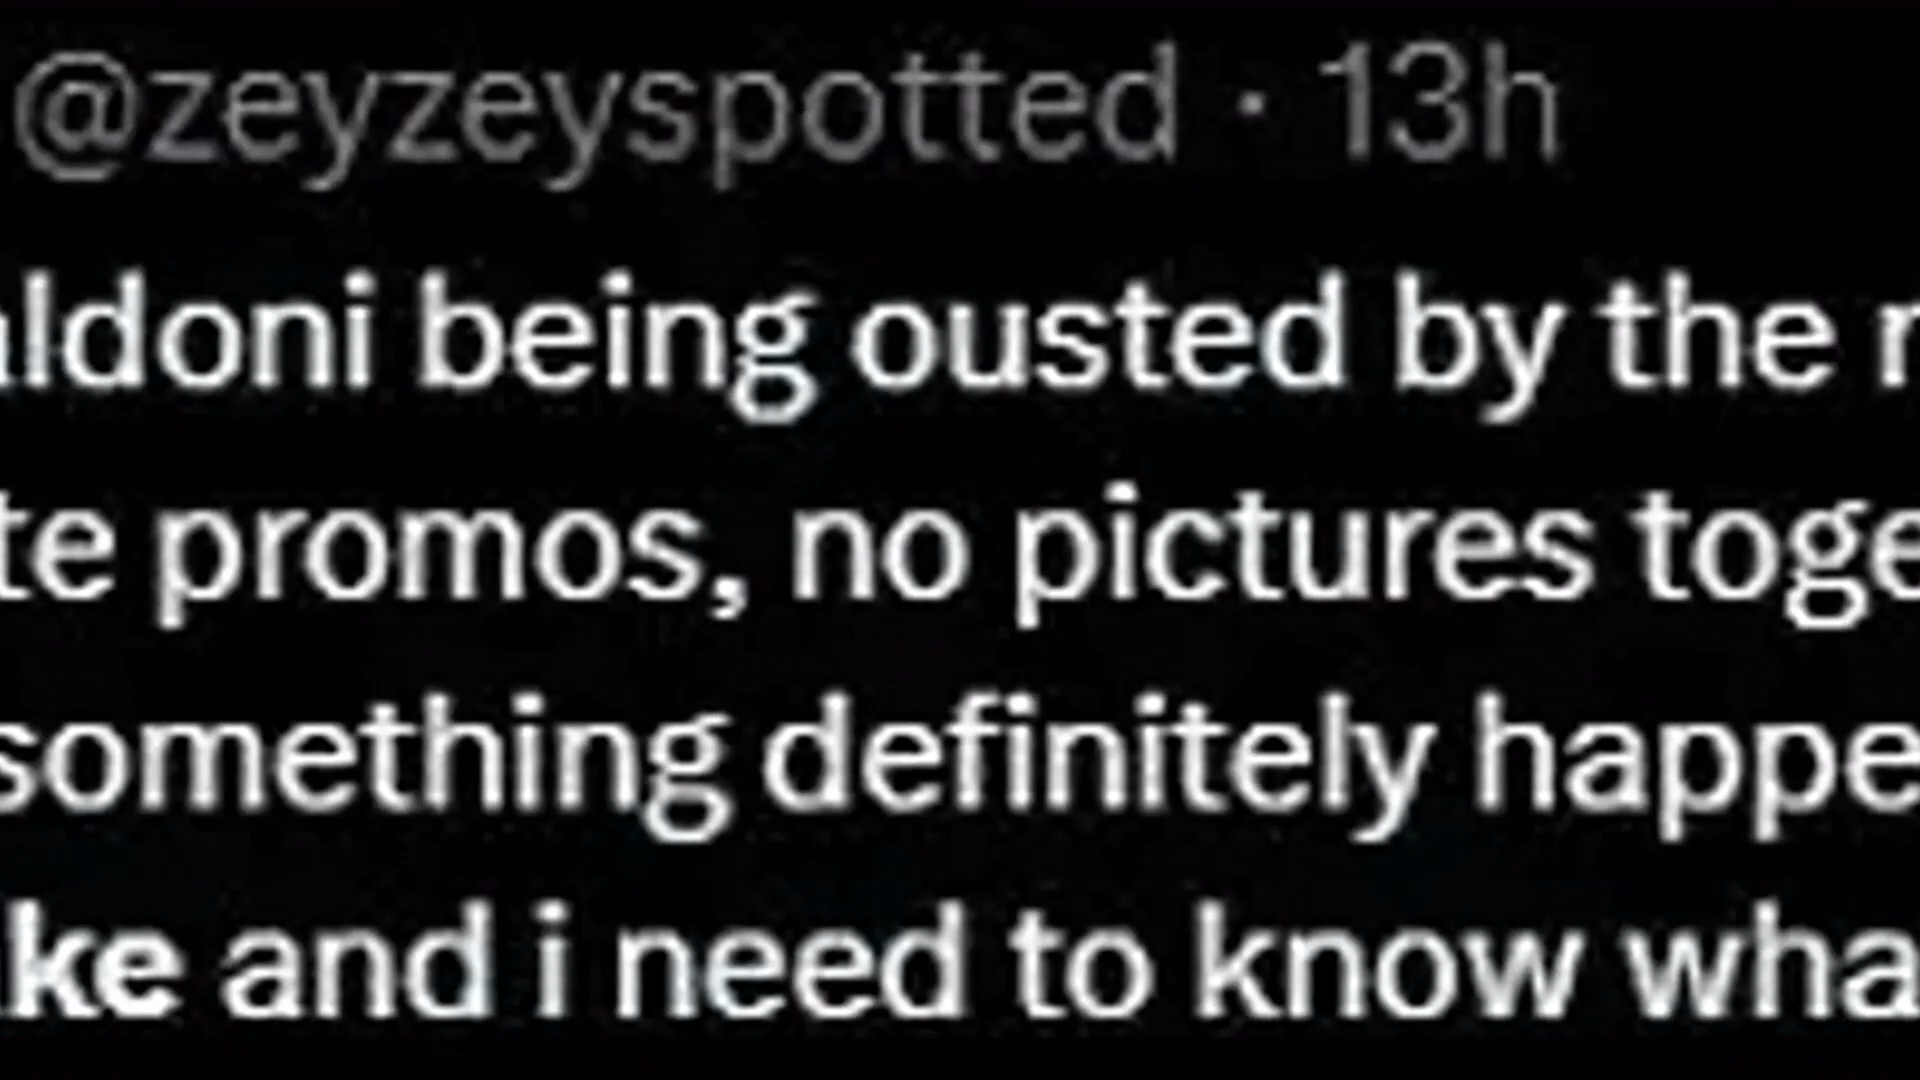 @zeyzeyspotted · 13h
aldoni being ousted by the
te promos, no pictures toge
something definitely happe
ke and i need to know wha